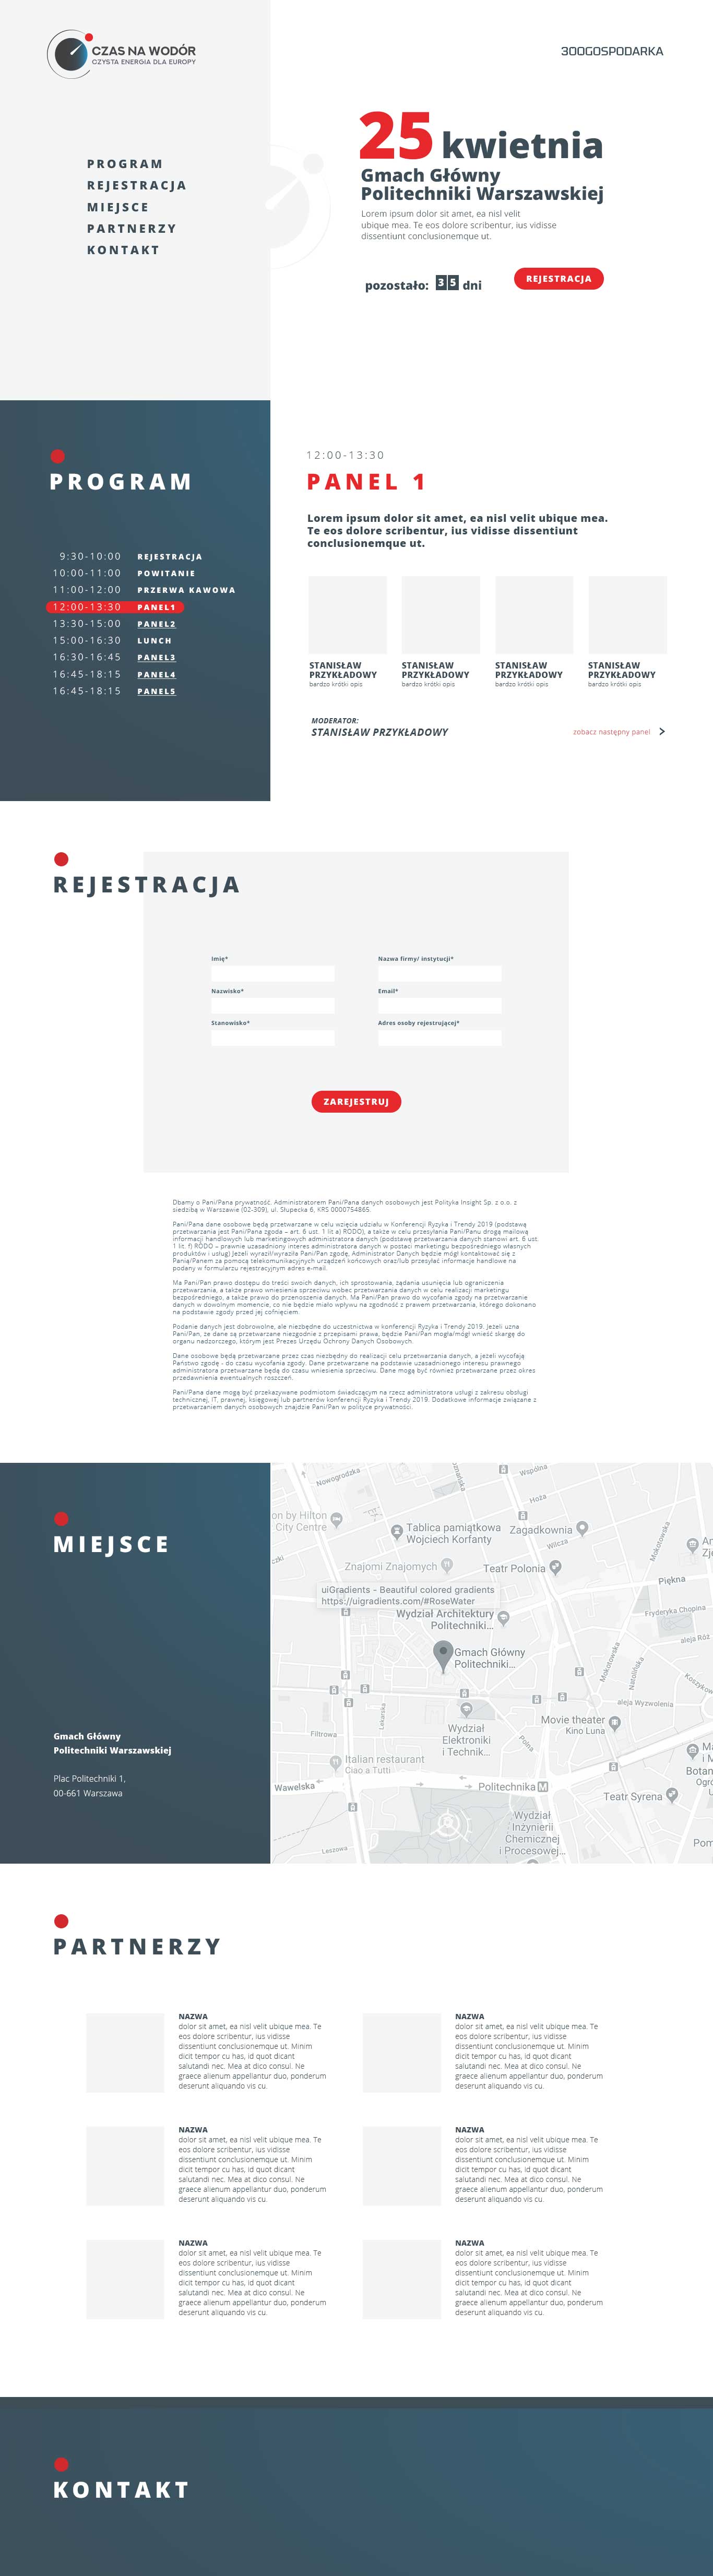 CZAS NA WODÓR
CZYSTA ENERGIA DLA EUROPY
300GOSPODARKA
PROGRAM
REJESTRACJA
MIEJSCE
PARTNERZY
KONTAKT
25 kwietnia
Gmach Główny
Politechniki Warszawskiej
Lorem ipsum dolor sit amet, ea nisl velit
ubique mea. Te eos dolore scribentur, ius vidisse
dissentiunt conclusionemque ut.
pozostało: 35 dni
REJESTRACJA
PROGRAM
9:30-10:00 REJESTRACJA
10:00-11:00 POWITANIE
11:00-12:00 PRZERWA KAWOWA
12:00-13:30 PANEL1
13:30-15:00 PANEL2
15:00-16:30 LUNCH
16:30-16:45 PANEL3
16:45-18:15 PANEL4
16:45-18:15 PANEL5
12:00-13:30
PANEL 1
Lorem ipsum dolor sit amet, ea nisl velit ubique mea.
Te eos dolore scribentur, ius vidisse dissentiunt
conclusionemque ut.
STANISŁAW
PRZYKŁADOWY
bardzo krótki opis
STANISŁAW
PRZYKŁADOWY
bardzo krótki opis
STANISŁAW
PRZYKŁADOWY
bardzo krótki opis
STANISŁAW
PRZYKŁADOWY
bardzo krótki opis
MODERATOR:
STANISŁAW PRZYKŁADOWY
zobacz następny panel
REJESTRACJA
Imię*
Nazwa firmy/ instytucji*
Nazwisko*
Email*
Stanowisko*
Adres osoby rejestrującej*
ZAREJESTRUJ
Dbamy o Pani/Pana prywatność. Administratorem Pani/Pana danych osobowych jest Polityka Insight Sp. z o.o. z
siedzibą w Warszawie (02-309), ul. Słupecka 6, KRS 0000754865.
Pani/Pana dane osobowe będą przetwarzane w celu wzięcia udziału w Konferencji Ryzyka i Trendy 2019 (podstawą
przetwarzania jest Pani/Pana zgoda – art. 6 ust. 1 lit a) RODO), a także w celu przesyłania Pani/Panu drogą mailową
informacji handlowych lub marketingowych administratora danych (podstawę przetwarzania danych stanowi art. 6 ust.
1 lit. f) RODO – prawnie uzasadniony interes administratora danych w postaci marketingu bezpośredniego własnych
produktów i usług) Jeżeli wyraził/wyraziła Pani/Pan zgodę, Administrator Danych będzie mógł kontaktować się z
Panią/Panem za pomocą telekomunikacyjnych urządzeń końcowych oraz/lub przesyłać informacje handlowe na
podany w formularzu rejestracyjnym adres e-mail.
Ma Pani/Pan prawo dostępu do treści swoich danych, ich sprostowania, żądania usunięcia lub ograniczenia
przetwarzania, a także prawo wniesienia sprzeciwu wobec przetwarzania danych w celu realizacji marketingu
bezpośredniego, a także prawo do przenoszenia danych. Ma Pani/Pan prawo do wycofania zgody na przetwarzanie
danych w dowolnym momencie, co nie będzie miało wpływu na zgodność z prawem przetwarzania, którego dokonano
na podstawie zgody przed jej cofnięciem.
Podanie danych jest dobrowolne, ale niezbędne do uczestnictwa w konferencji Ryzyka i Trendy 2019. Jeżeli uzna
Pani/Pan, że dane są przetwarzane niezgodnie z przepisami prawa, będzie Pani/Pan mogła/mógł wnieść skargę do
organu nadzorczego, którym jest Prezes Urzędu Ochrony Danych Osobowych.
Dane osobowe będą przetwarzane przez czas niezbędny do realizacji celu przetwarzania danych, a jeżeli wycofają
Państwo zgodę - do czasu wycofania zgody. Dane przetwarzane na podstawie uzasadnionego interesu prawnego
administratora przetwarzane będą do czasu wniesienia sprzeciwu. Dane mogą być również przetwarzane przez okres
przedawnienia ewentualnych roszczeń.
Pani/Pana dane mogą być przekazywane podmiotom świadczącym na rzecz administratora usługi z zakresu obsługi
technicznej, IT, prawnej, księgowej lub partnerów konferencji Ryzyka i Trendy 2019. Dodatkowe informacje związane z
przetwarzaniem danych osobowych znajdzie Pani/Pan w polityce prywatności.
MIEJSCE
Gmach Główny
Politechniki Warszawskiej
Plac Politechniki 1,
00-661 Warszawa
Nowogrodzka
Wspólna
Hoża
on by Hilton
City Centre
Tablica pamiątkowa
Wojciech Korfanty
Zagadkownia
Wilcza
Mokotowska
Znajomi Znajomych
Teatr Polonia
Piękna
uiGradients - Beautiful colored gradients
https://uigradients.com/#RoseWater
Wydział Architektury
Politechniki...
Fryderyka Chopina
aleja Róż
Gmach Główny
Politechniki...
Mokotowska
Natolińska
Koszykow
aleja Wyzwolenia
Lekarska
Filtrowa
Wydział
Elektroniki
i Technik...
Polna
Movie theater
Kino Luna
Italian restaurant
Ciao a Tutti
Wawelska
Politechnika M
Teatr Syrena
Botan
Ogró
Wydział
Inżynierii
Chemicznej
i Procesowej...
Leszowa
Pom
PARTNERZY
NAZWA
dolor sit amet, ea nisl velit ubique mea. Te
eos dolore scribentur, ius vidisse
dissentiunt conclusionemque ut. Minim
dicit tempor cu has, id quot dicant
salutandi nec. Mea at dico consul. Ne
graece alienum appellantur duo, ponderum
deserunt aliquando vis cu.
NAZWA
dolor sit amet, ea nisl velit ubique mea. Te
eos dolore scribentur, ius vidisse
dissentiunt conclusionemque ut. Minim
dicit tempor cu has, id quot dicant
salutandi nec. Mea at dico consul. Ne
graece alienum appellantur duo, ponderum
deserunt aliquando vis cu.
NAZWA
dolor sit amet, ea nisl velit ubique mea. Te
eos dolore scribentur, ius vidisse
dissentiunt conclusionemque ut. Minim
dicit tempor cu has, id quot dicant
salutandi nec. Mea at dico consul. Ne
graece alienum appellantur duo, ponderum
deserunt aliquando vis cu.
NAZWA
dolor sit amet, ea nisl velit ubique mea. Te
eos dolore scribentur, ius vidisse
dissentiunt conclusionemque ut. Minim
dicit tempor cu has, id quot dicant
salutandi nec. Mea at dico consul. Ne
graece alienum appellantur duo, ponderum
deserunt aliquando vis cu.
NAZWA
dolor sit amet, ea nisl velit ubique mea. Te
eos dolore scribentur, ius vidisse
dissentiunt conclusionemque ut. Minim
dicit tempor cu has, id quot dicant
salutandi nec. Mea at dico consul. Ne
graece alienum appellantur duo, ponderum
deserunt aliquando vis cu.
NAZWA
dolor sit amet, ea nisl velit ubique mea. Te
eos dolore scribentur, ius vidisse
dissentiunt conclusionemque ut. Minim
dicit tempor cu has, id quot dicant
salutandi nec. Mea at dico consul. Ne
graece alienum appellantur duo, ponderum
deserunt aliquando vis cu.
KONTAKT